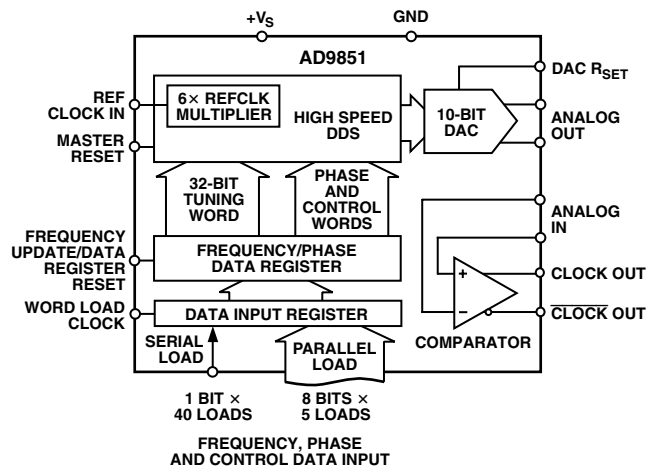 +VS
GND
AD9851
REF
CLOCK IN
6× REFCLK
MULTIPLIER
HIGH SPEED
DDS
10-BIT
DAC
DAC RSET
ANALOG
OUT
MASTER
RESET
32-BIT
TUNING
WORD
PHASE
AND
CONTROL
WORDS
ANALOG
IN
FREQUENCY
UPDATE/DATA
REGISTER
RESET
FREQUENCY/PHASE
DATA REGISTER
+
CLOCK OUT
WORD LOAD
CLOCK
DATA INPUT REGISTER
–
CLOCK OUT
COMPARATOR
SERIAL
LOAD
PARALLEL
LOAD
1 BIT ×
40 LOADS
8 BITS ×
5 LOADS
FREQUENCY, PHASE
AND CONTROL DATA INPUT